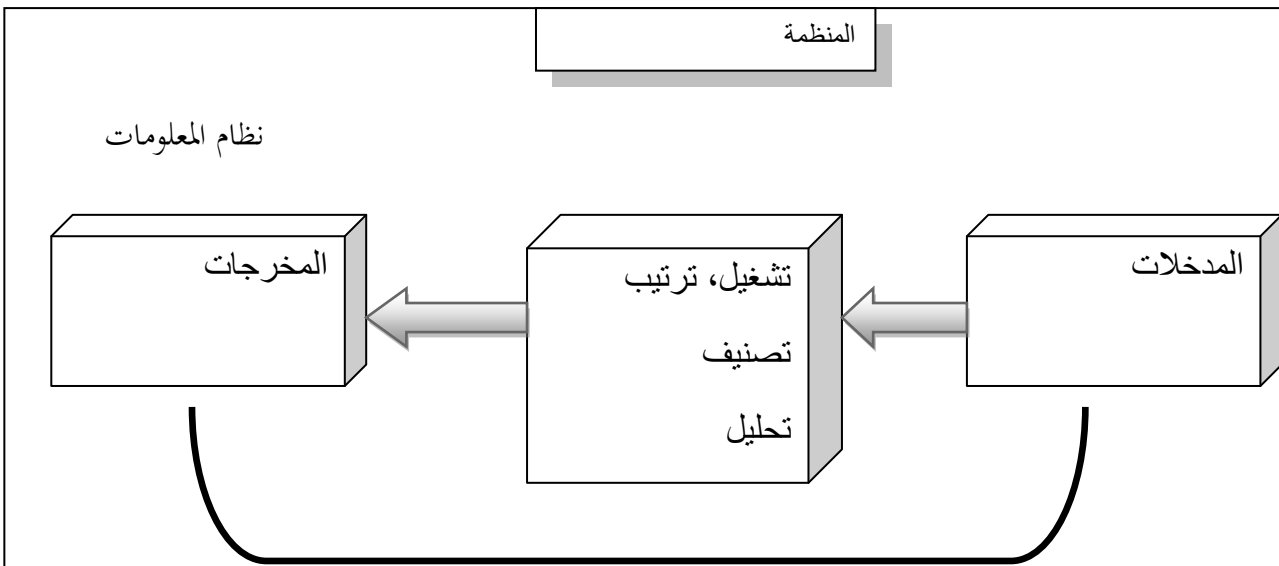 المنظمة
نظام المعلومات
المدخلات
تشغيل، ترتيب
تصنيف
تحليل
المخرجات